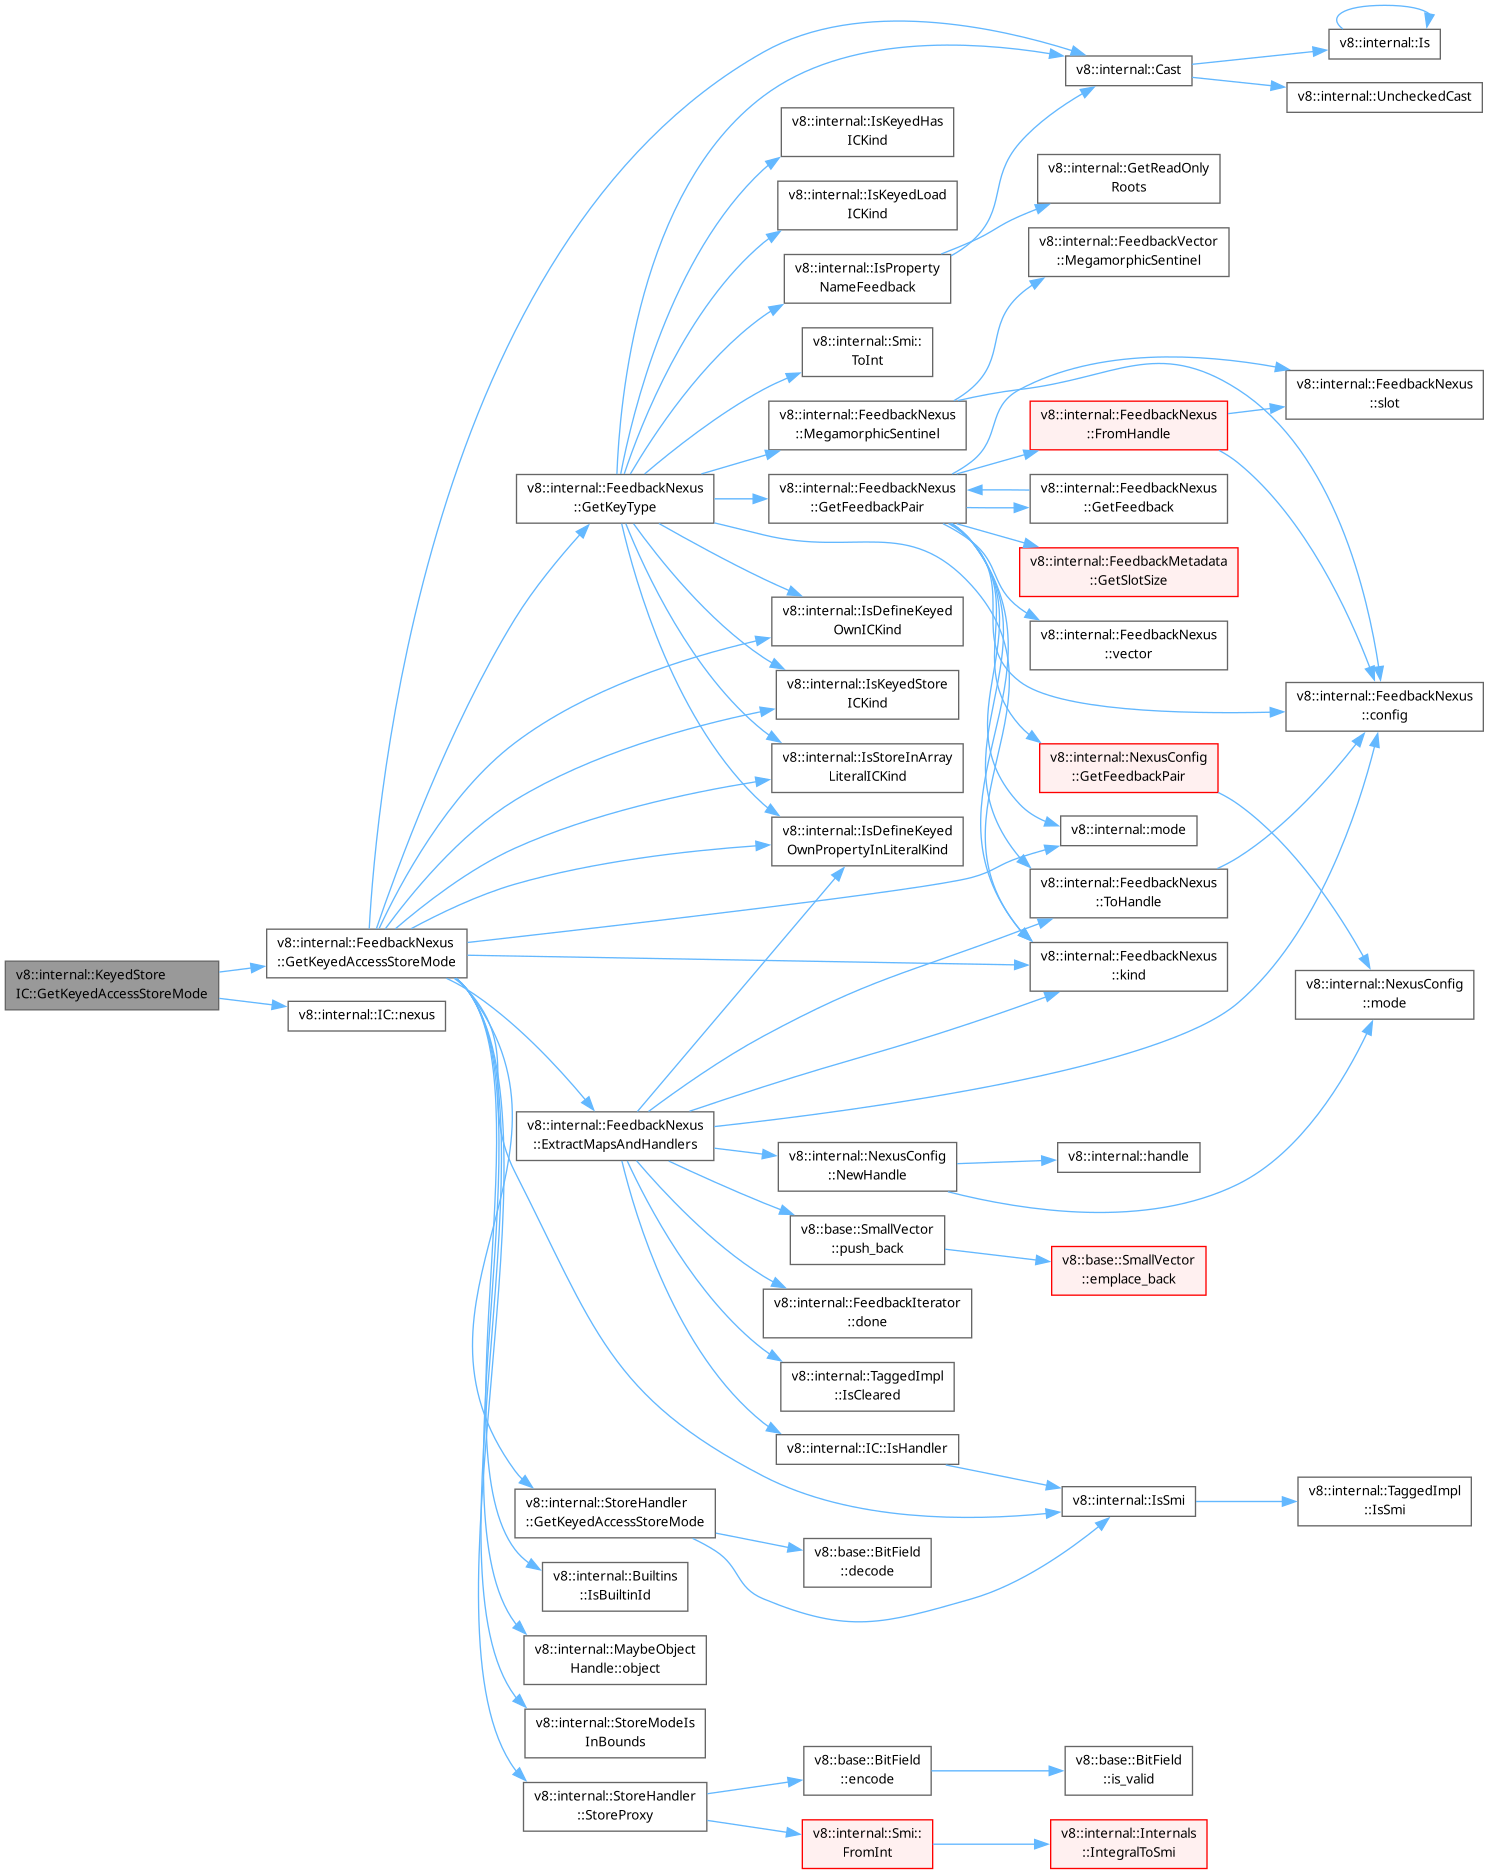 v8::internal::KeyedStore
IC::GetKeyedAccessStoreMode
v8::internal::FeedbackNexus
::GetKeyedAccessStoreMode
v8::internal::IC::nexus
v8::internal::FeedbackNexus
::GetKeyType
v8::internal::FeedbackNexus
::ExtractMapsAndHandlers
v8::internal::StoreHandler
::GetKeyedAccessStoreMode
v8::internal::Builtins
::IsBuiltinId
v8::internal::MaybeObject
Handle::object
v8::internal::StoreModeIs
InBounds
v8::internal::StoreHandler
::StoreProxy
v8::internal::IsKeyedHas
ICKind
v8::internal::IsKeyedLoad
ICKind
v8::internal::IsProperty
NameFeedback
v8::internal::Smi::
ToInt
v8::internal::FeedbackNexus
::MegamorphicSentinel
v8::internal::FeedbackNexus
::GetFeedbackPair
v8::internal::IsDefineKeyed
OwnICKind
v8::internal::IsKeyedStore
ICKind
v8::internal::IsStoreInArray
LiteralICKind
v8::internal::IsDefineKeyed
OwnPropertyInLiteralKind
v8::internal::NexusConfig
::NewHandle
v8::base::SmallVector
::push_back
v8::internal::FeedbackIterator
::done
v8::internal::TaggedImpl
::IsCleared
v8::internal::IC::IsHandler
v8::base::BitField
::decode
v8::base::BitField
::encode
v8::internal::Smi::
FromInt
v8::internal::Cast
v8::internal::GetReadOnly
Roots
v8::internal::FeedbackVector
::MegamorphicSentinel
v8::internal::FeedbackNexus
::FromHandle
v8::internal::FeedbackNexus
::GetFeedback
v8::internal::FeedbackMetadata
::GetSlotSize
v8::internal::FeedbackNexus
::vector
v8::internal::NexusConfig
::GetFeedbackPair
v8::internal::mode
v8::internal::FeedbackNexus
::ToHandle
v8::internal::FeedbackNexus
::kind
v8::internal::handle
v8::base::SmallVector
::emplace_back
v8::internal::IsSmi
v8::base::BitField
::is_valid
v8::internal::Internals
::IntegralToSmi
v8::internal::Is
v8::internal::UncheckedCast
v8::internal::FeedbackNexus
::slot
v8::internal::FeedbackNexus
::config
v8::internal::NexusConfig
::mode
v8::internal::TaggedImpl
::IsSmi